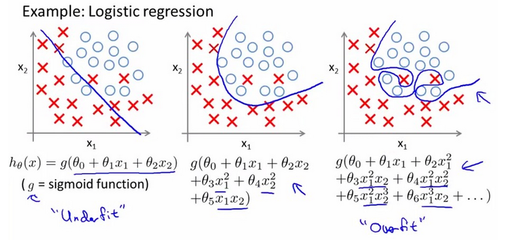 Example: Logistic regression
x₂
x₁
x₂
x₁
x₂
x₁
hθ(x) = g(θ₀ + θ₁x₁ + θ₂x₂)
( g = sigmoid function)
"Underfit"
g(θ₀ + θ₁x₁ + θ₂x₂
+θ₃x₁² + θ₄x₂²
+θ₅x₁x₂)
g(θ₀ + θ₁x₁ + θ₂x₁²
+θ₃x₁²x₂ + θ₄x₁²x₂²
+θ₅x₁²x₂³ + θ₆x₁³x₂ + …)
"Overfit"